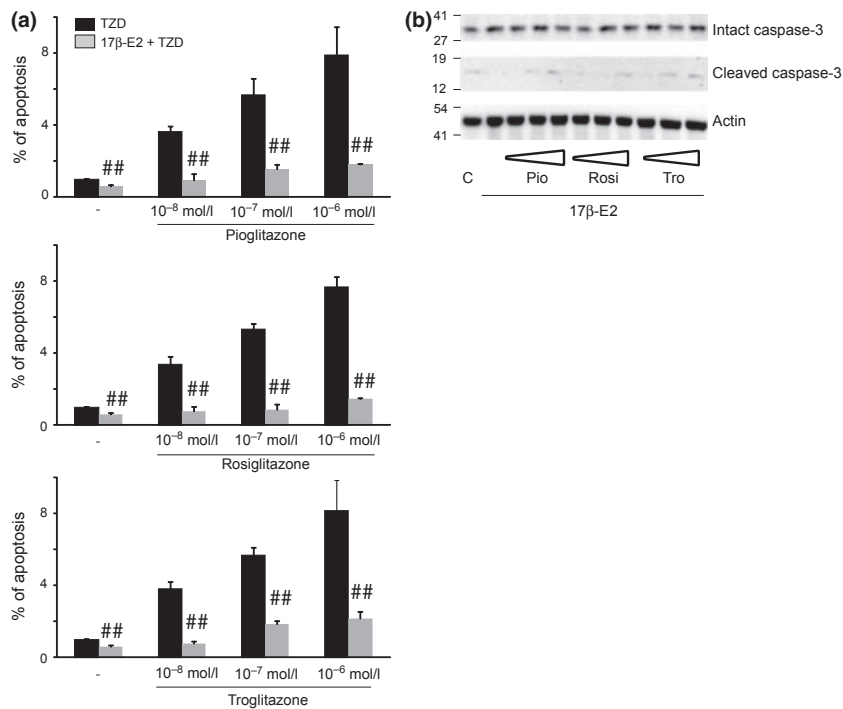 (a)
TZD
17β-E2 + TZD
% of apoptosis
8
4
0
##
##
##
##
-
10⁻⁸ mol/l
10⁻⁷ mol/l
10⁻⁶ mol/l
Pioglitazone
% of apoptosis
8
4
0
##
##
##
##
-
10⁻⁸ mol/l
10⁻⁷ mol/l
10⁻⁶ mol/l
Rosiglitazone
% of apoptosis
8
4
0
##
##
##
##
-
10⁻⁸ mol/l
10⁻⁷ mol/l
10⁻⁶ mol/l
Troglitazone
(b)
41
27
Intact caspase-3
19
12
Cleaved caspase-3
54
41
Actin
C
Pio
Rosi
Tro
17β-E2